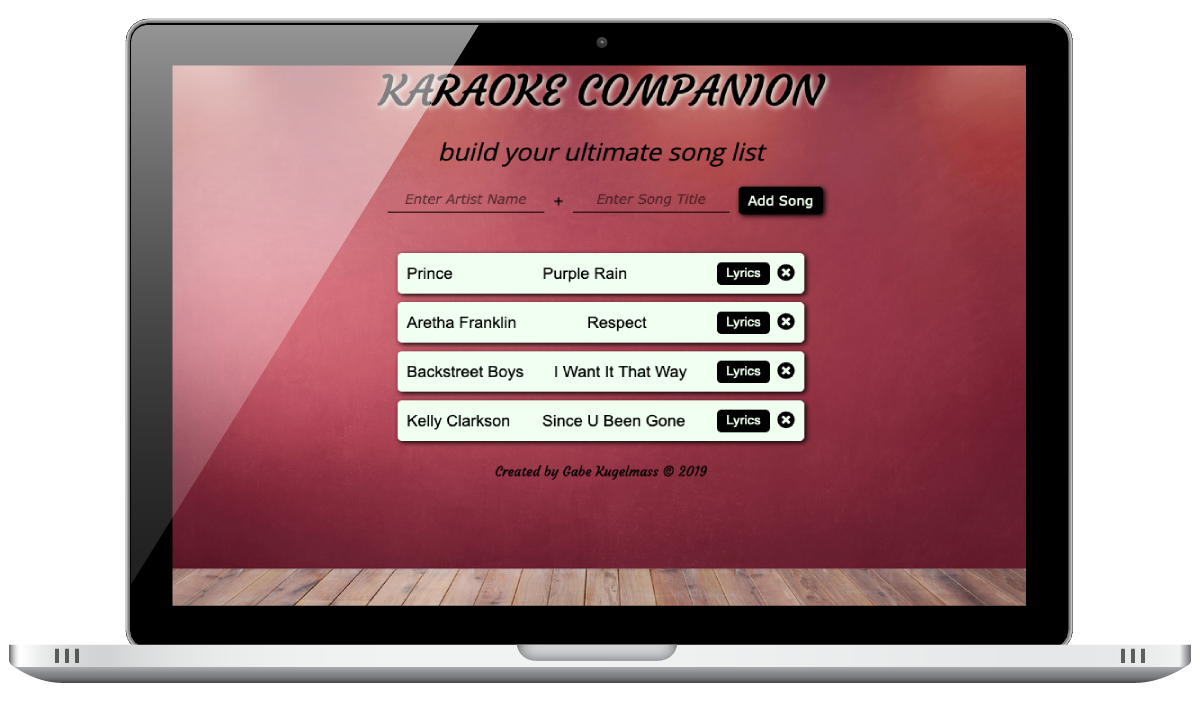 KARAOKE COMPANION
build your ultimate song list
Enter Artist Name + Enter Song Title Add Song
Prince Purple Rain Lyrics
Aretha Franklin Respect Lyrics
Backstreet Boys I Want It That Way Lyrics
Kelly Clarkson Since U Been Gone Lyrics
Created by Gabe Kugelmass © 2019